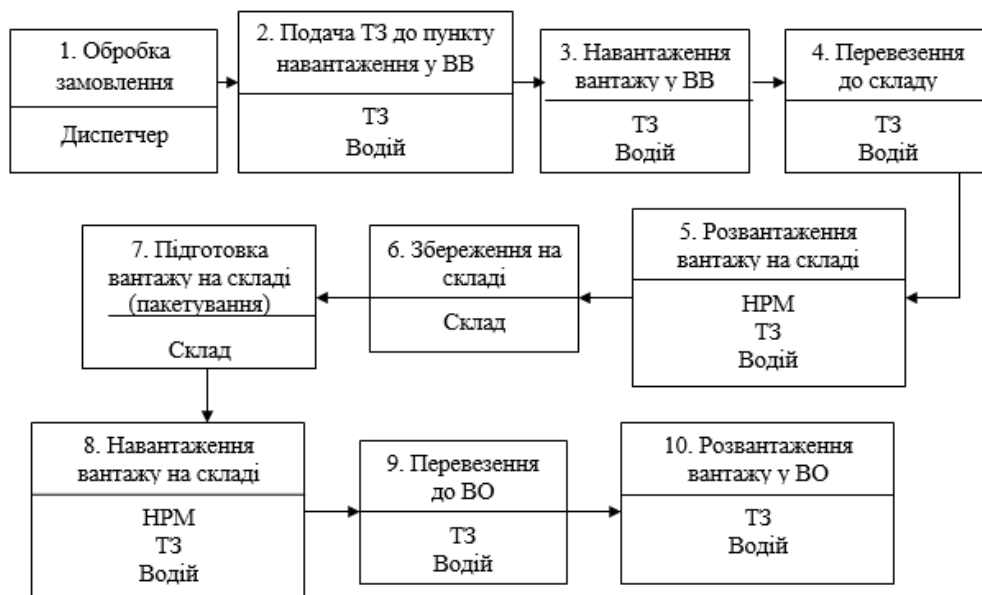 1. Обробка
замовлення
Диспетчер
2. Подача ТЗ до пункту
навантаження у ВВ
ТЗ
Водій
3. Навантаження
вантажу у ВВ
ТЗ
Водій
4. Перевезення
до складу
ТЗ
Водій
5. Розвантаження
вантажу на складі
НРМ
ТЗ
Водій
6. Збереження на
складі
Склад
7. Підготовка
вантажу на складі
(пакетування)
Склад
8. Навантаження
вантажу на складі
НРМ
ТЗ
Водій
9. Перевезення
до ВО
ТЗ
Водій
10. Розвантаження
вантажу у ВО
ТЗ
Водій